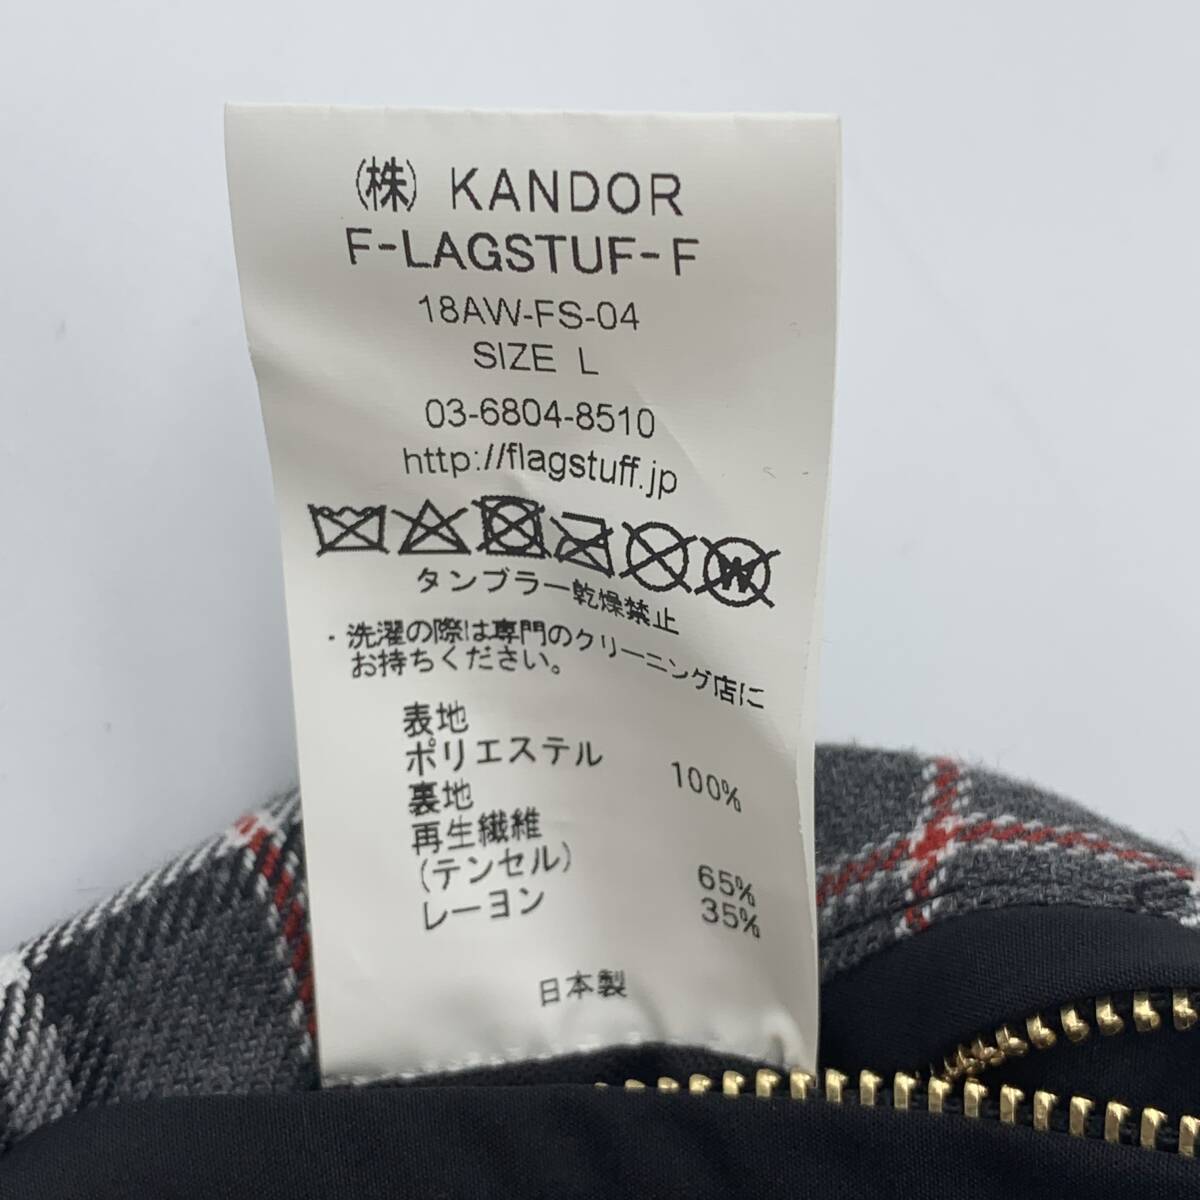 (株) KANDOR
F-LAGSTUF-F
18AW-FS-04
SIZE L
03-6804-8510
http://flagstuff.jp
W
タンブラー乾燥禁止
・洗濯の際は専門のクリーニング店に
お持ちください。
表地
ポリエステル 100%
裏地
再生繊維
(テンセル) 65%
レーヨン 35%
日本製